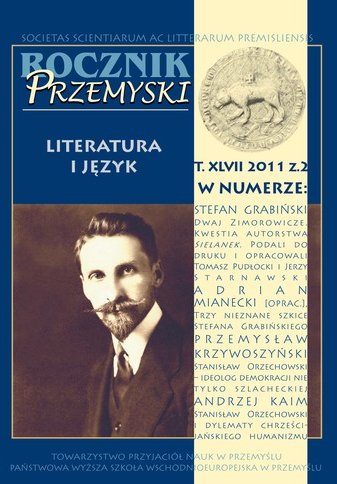 SOCIETAS SCIENTIARUM AC LITTERARUM PREMISLIENSIS
ROCZNIK
PRZEMYSKI
LITERATURA
I JĘZYK
T. XLVII 2011 z.2
W NUMERZE:
STEFAN GRABIŃSKI
DWAJ ZIMOROWICE.
KWESTIA AUTORSTWA
SIELANEK. PODALI DO
DRUKU I OPRACOWALI
TOMASZ PUDŁOCKI I JERZY
STARNAWSKI
ADRIAN
MIANECKI [OPRAC.],
TRZY NIEZNANE SZKICE
STEFANA GRABIŃSKIEGO
PRZEMYSŁAW
KRZYWOSZYŃSKI
STANISŁAW ORZECHOWSKI
– IDEOLOG DEMOKRACJI NIE
TYLKO SZLACHECKIEJ
ANDRZEJ KAIM
STANISŁAW ORZECHOWSKI
I DYLEMATY CHRZEŚCI-
JAŃSKIEGO HUMANIZMU
TOWARZYSTWO PRZYJACIÓŁ NAUK W PRZEMYŚLU
PAŃSTWOWA WYŻSZA SZKOŁA WSCHODNIOEUROPEJSKA W PRZEMYŚLU